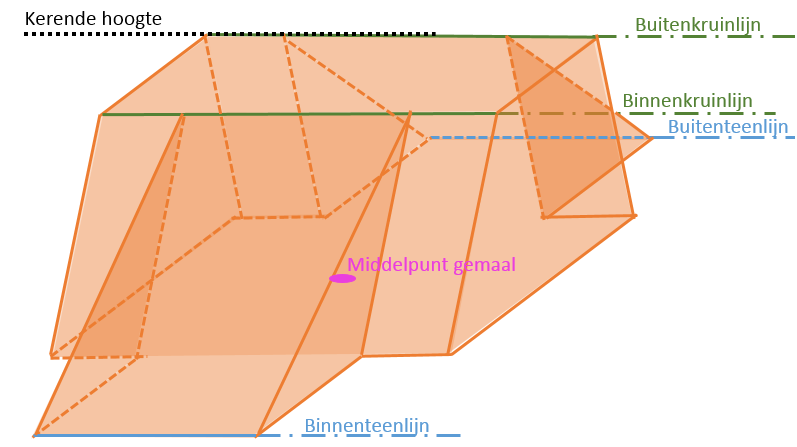 Kerende hoogte
Buitenkruinlijn
Binnenkruinlijn
Buitenteenlijn
Middelpunt gemaal
Binnenteenlijn